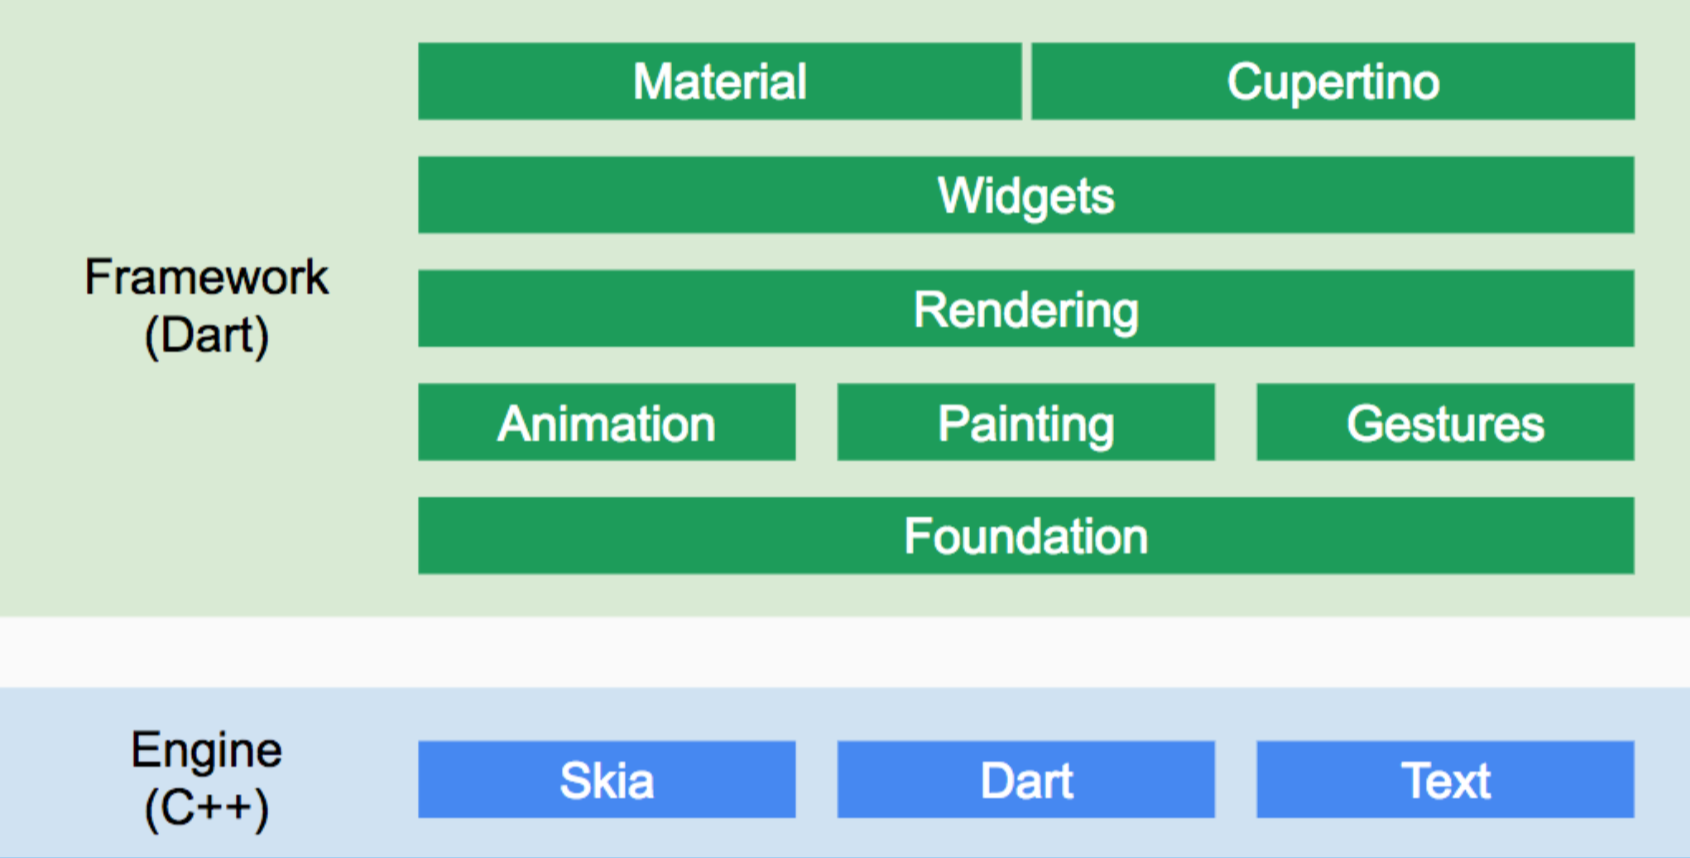 Material
Cupertino
Widgets
Framework
(Dart)
Rendering
Animation
Painting
Gestures
Foundation
Engine
(C++)
Skia
Dart
Text